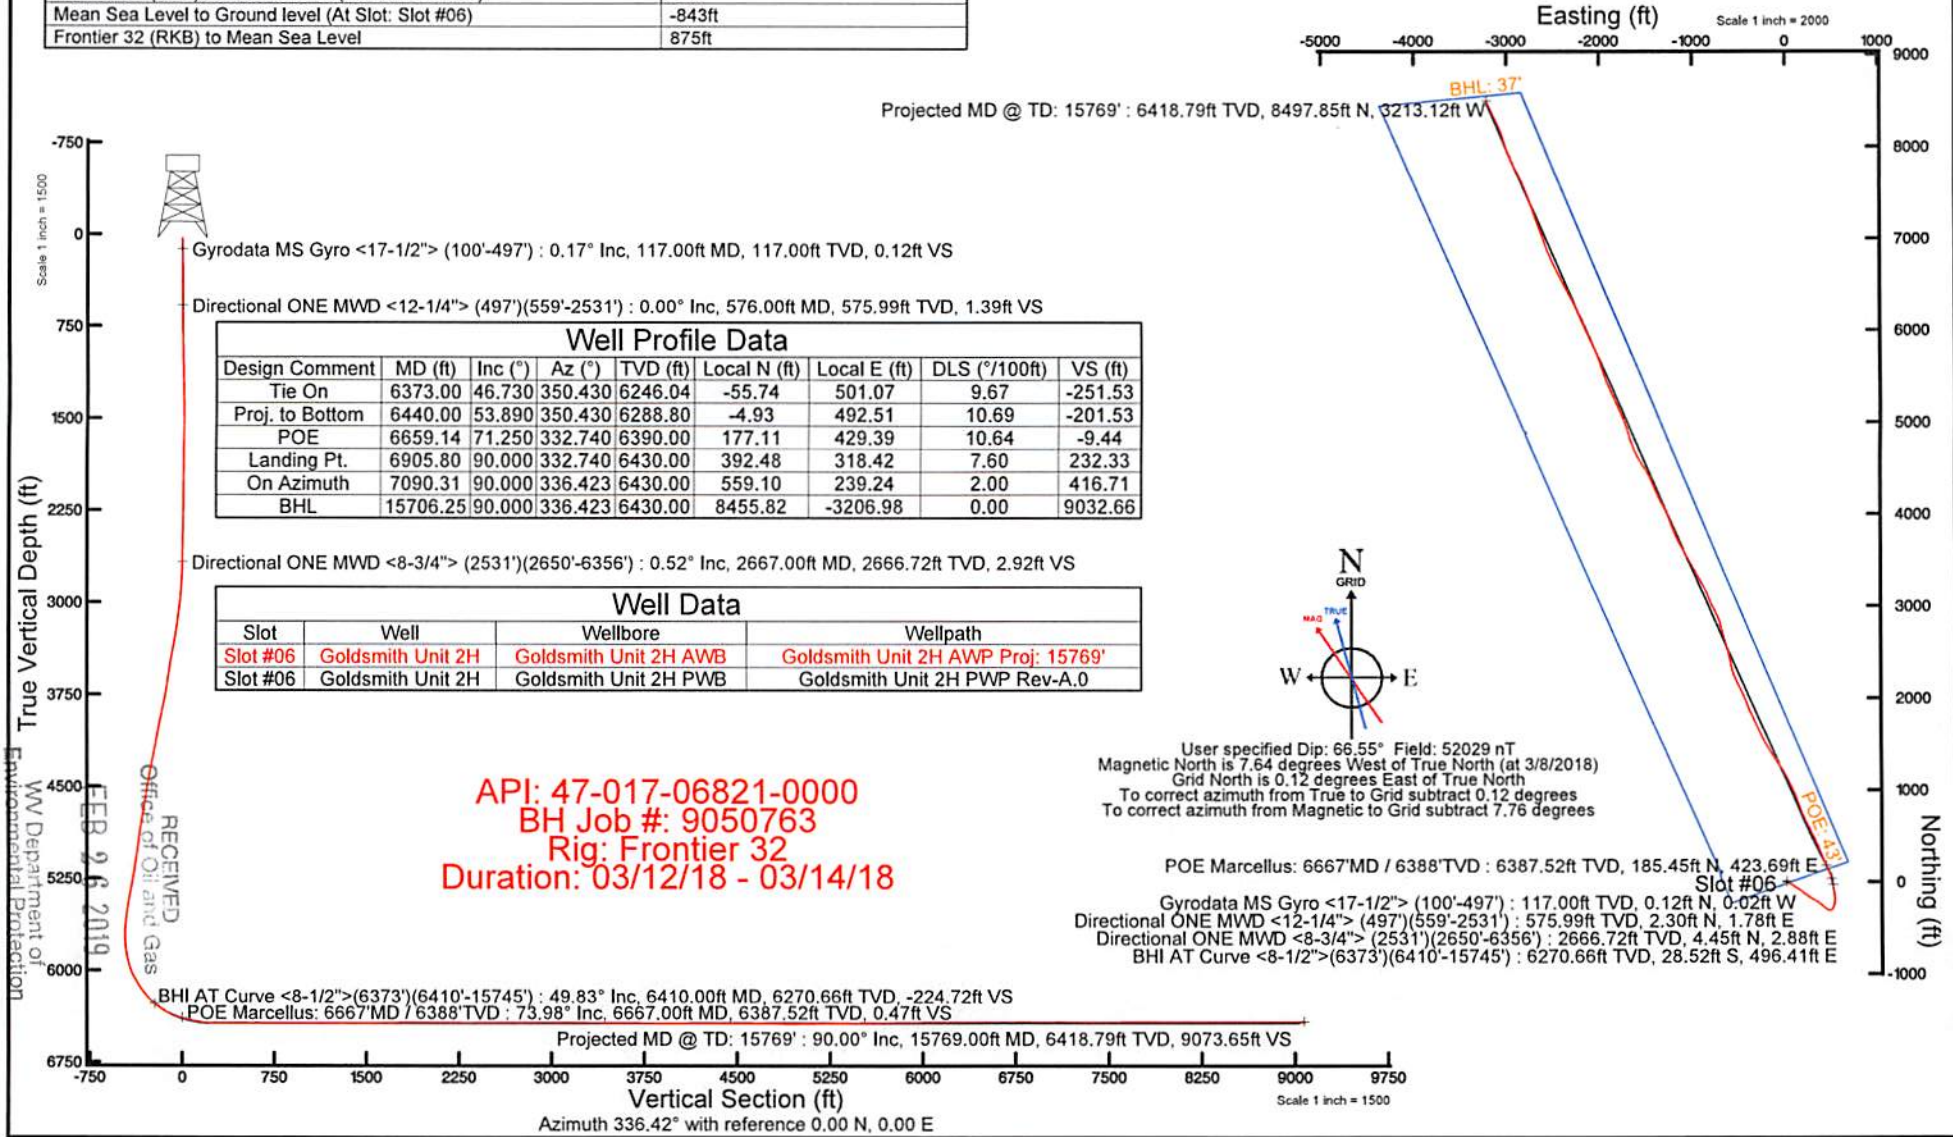 Mean Sea Level to Ground level (At Slot: Slot #06) -843ft
Frontier 32 (RKB) to Mean Sea Level 875ft
Easting (ft) Scale 1 inch = 2000
-5000 -4000 -3000 -2000 -1000 0 1000
9000
8000
7000
6000
5000
4000
3000
2000
1000
0
-1000
Northing (ft)
BHL: 37'
Projected MD @ TD: 15769' : 6418.79ft TVD, 8497.85ft N, 3213.12ft W
Scale 1 inch = 1500
True Vertical Depth (ft)
-750
0
750
1500
2250
3000
3750
4500
5250
6000
6750
Gyrodata MS Gyro <17-1/2"> (100'-497') : 0.17° Inc, 117.00ft MD, 117.00ft TVD, 0.12ft VS
Directional ONE MWD <12-1/4"> (497')(559'-2531') : 0.00° Inc, 576.00ft MD, 575.99ft TVD, 1.39ft VS
Well Profile Data
Design Comment MD (ft) Inc (°) Az (°) TVD (ft) Local N (ft) Local E (ft) DLS (°/100ft) VS (ft)
Tie On 6373.00 46.730 350.430 6246.04 -55.74 501.07 9.67 -251.53
Proj. to Bottom 6440.00 53.890 350.430 6288.80 -4.93 492.51 10.69 -201.53
POE 6659.14 71.250 332.740 6390.00 177.11 429.39 10.64 -9.44
Landing Pt. 6905.80 90.000 332.740 6430.00 392.48 318.42 7.60 232.33
On Azimuth 7090.31 90.000 336.423 6430.00 559.10 239.24 2.00 416.71
BHL 15706.25 90.000 336.423 6430.00 8455.82 -3206.98 0.00 9032.66
Directional ONE MWD <8-3/4"> (2531')(2650'-6356') : 0.52° Inc, 2667.00ft MD, 2666.72ft TVD, 2.92ft VS
Well Data
Slot Well Wellbore Wellpath
Slot #06 Goldsmith Unit 2H Goldsmith Unit 2H AWB Goldsmith Unit 2H AWP Proj: 15769'
Slot #06 Goldsmith Unit 2H Goldsmith Unit 2H PWB Goldsmith Unit 2H PWP Rev-A.0
N
GRID
TRUE
MAG
W E
User specified Dip: 66.55° Field: 52029 nT
Magnetic North is 7.64 degrees West of True North (at 3/8/2018)
Grid North is 0.12 degrees East of True North
To correct azimuth from True to Grid subtract 0.12 degrees
To correct azimuth from Magnetic to Grid subtract 7.76 degrees
API: 47-017-06821-0000
BH Job #: 9050763
Rig: Frontier 32
Duration: 03/12/18 - 03/14/18
RECEIVED
Office of Oil and Gas
FEB 26 2019
WV Department of
Environmental Protection
POE: 43'
POE Marcellus: 6667'MD / 6388'TVD : 6387.52ft TVD, 185.45ft N, 423.69ft E
Slot #06
Gyrodata MS Gyro <17-1/2"> (100'-497') : 117.00ft TVD, 0.12ft N, 0.02ft W
Directional ONE MWD <12-1/4"> (497')(559'-2531') : 575.99ft TVD, 2.30ft N, 1.78ft E
Directional ONE MWD <8-3/4"> (2531')(2650'-6356') : 2666.72ft TVD, 4.45ft N, 2.88ft E
BHI AT Curve <8-1/2">(6373')(6410'-15745') : 6270.66ft TVD, 28.52ft S, 496.41ft E
BHI AT Curve <8-1/2">(6373')(6410'-15745') : 49.83° Inc, 6410.00ft MD, 6270.66ft TVD, -224.72ft VS
POE Marcellus: 6667'MD / 6388'TVD : 73.98° Inc, 6667.00ft MD, 6387.52ft TVD, 0.47ft VS
Projected MD @ TD: 15769' : 90.00° Inc, 15769.00ft MD, 6418.79ft TVD, 9073.65ft VS
-750 0 750 1500 2250 3000 3750 4500 5250 6000 6750 7500 8250 9000 9750
Vertical Section (ft)
Scale 1 inch = 1500
Azimuth 336.42° with reference 0.00 N, 0.00 E